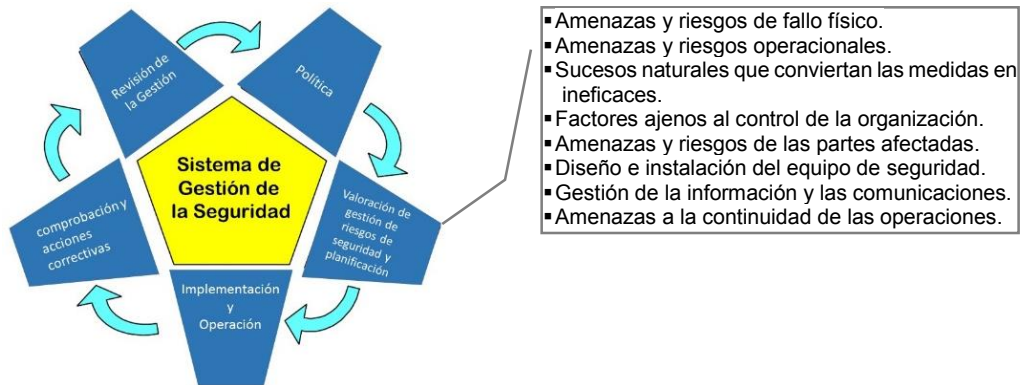 Revisión de
la Gestión
Política
Sistema de
Gestión de
la Seguridad
Valoración de
gestión de
riesgos de
seguridad y
planificación
Implementación
y
Operación
comprobación y
acciones
correctivas
▪Amenazas y riesgos de fallo físico.
▪Amenazas y riesgos operacionales.
▪Sucesos naturales que conviertan las medidas en
ineficaces.
▪Factores ajenos al control de la organización.
▪Amenazas y riesgos de las partes afectadas.
▪Diseño e instalación del equipo de seguridad.
▪Gestión de la información y las comunicaciones.
▪Amenazas a la continuidad de las operaciones.